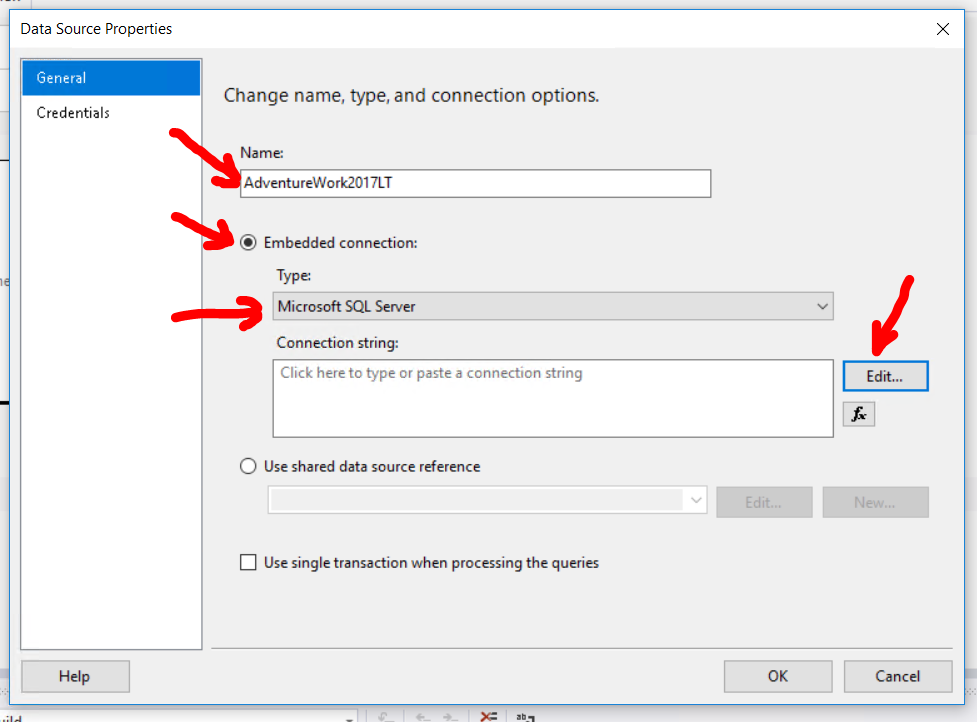 Data Source Properties
General
Credentials
Change name, type, and connection options.
Name:
AdventureWork2017LT
Embedded connection:
Type:
Microsoft SQL Server
Connection string:
Click here to type or paste a connection string
Edit...
fx
Use shared data source reference
Edit...
New...
Use single transaction when processing the queries
Help
OK
Cancel